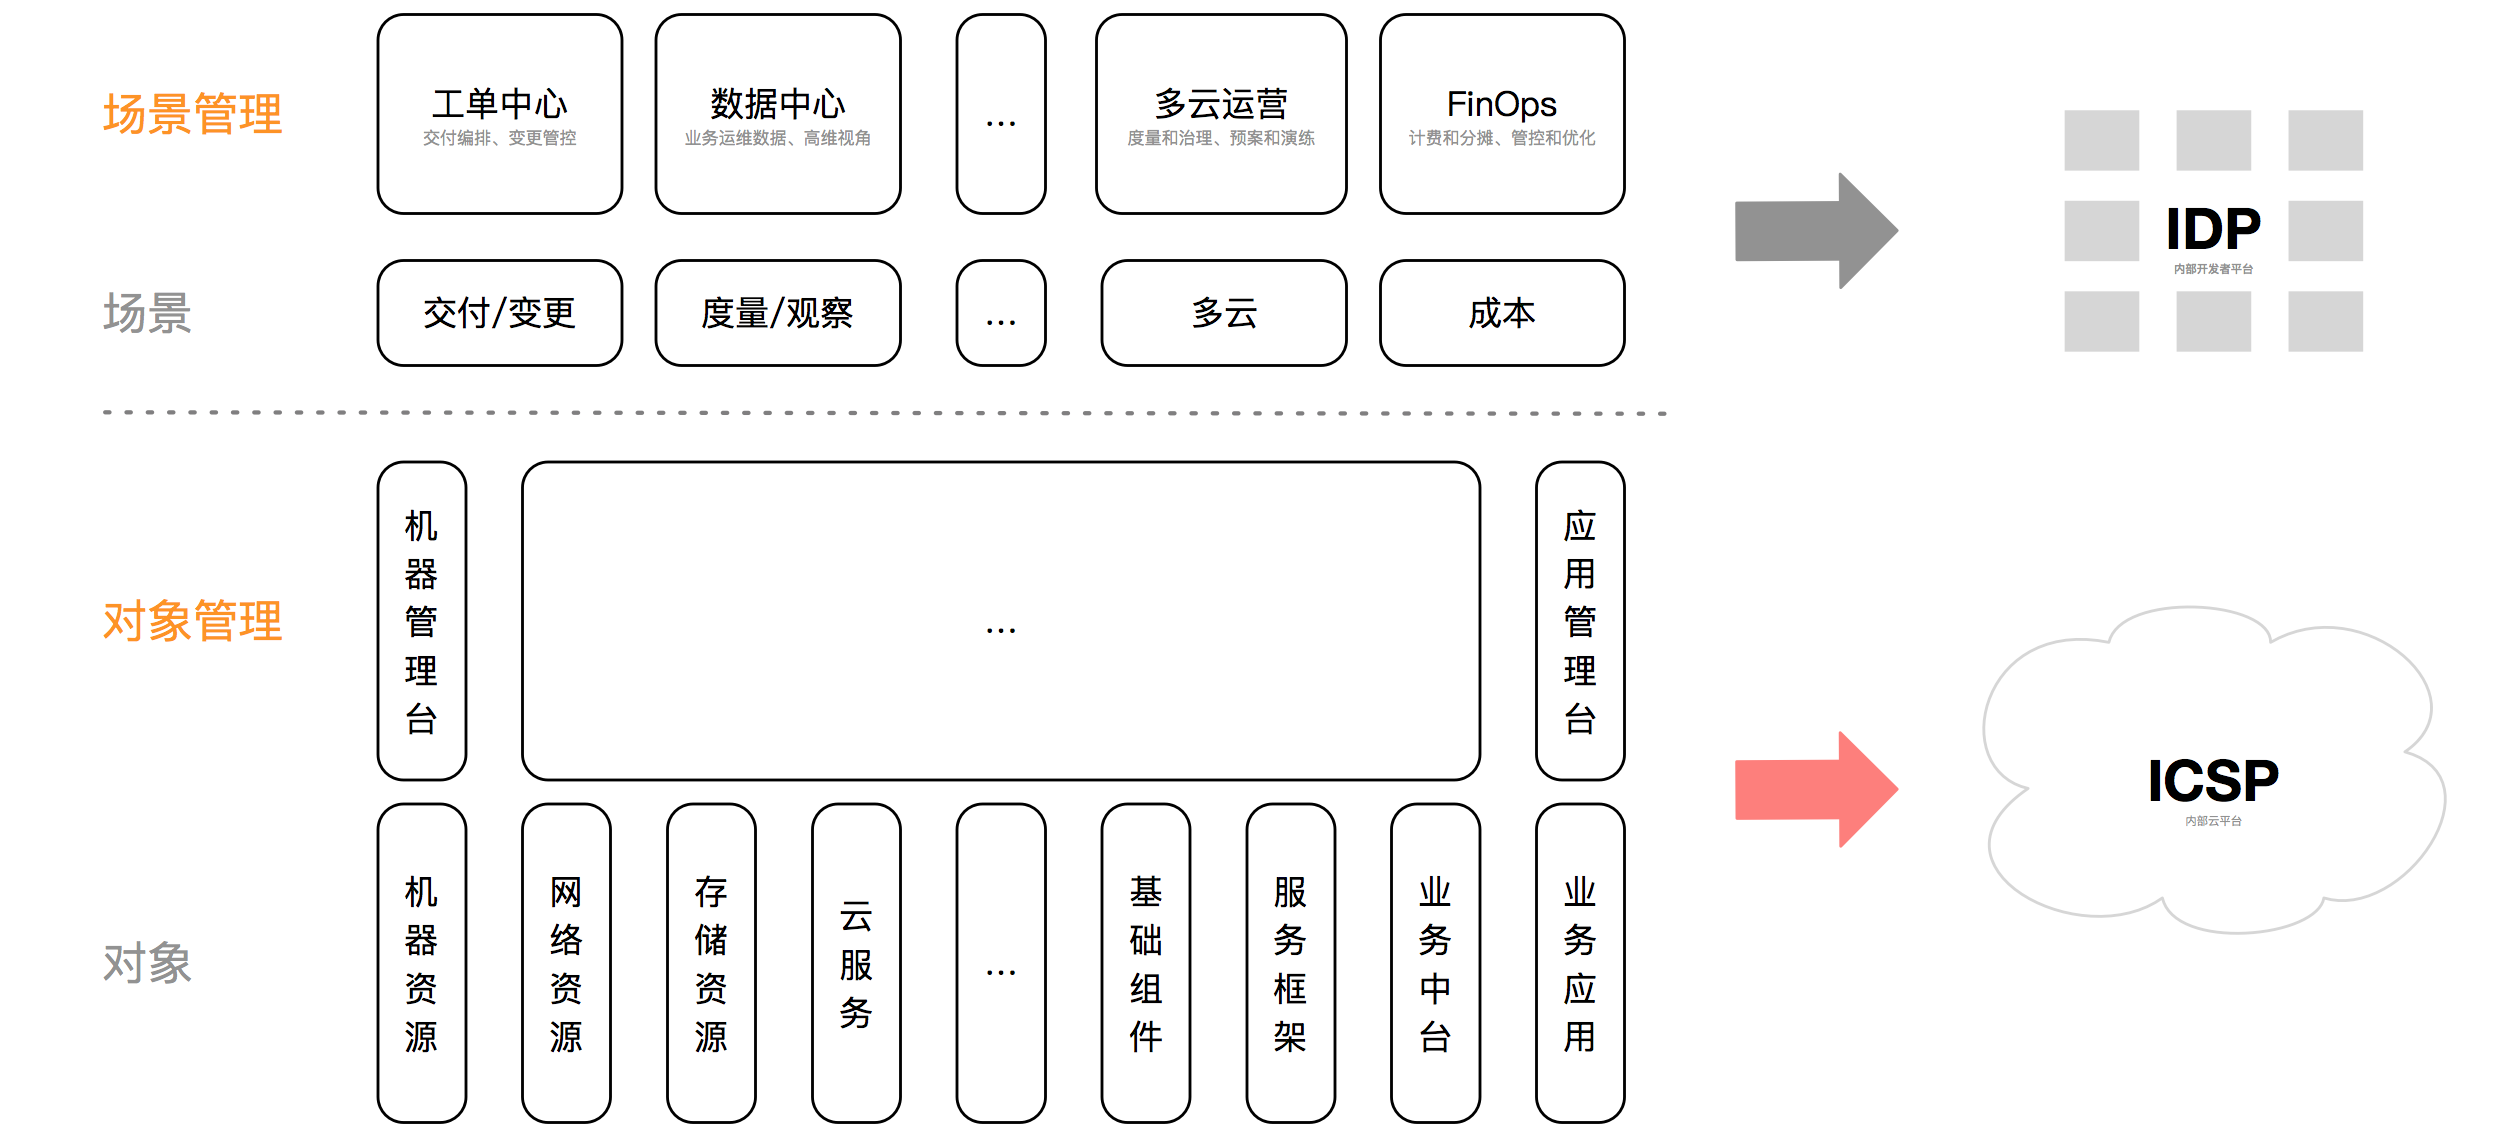 场景管理
工单中心
交付编排、变更管控
数据中心
业务运维数据、高维视角
...
多云运营
度量和治理、预案和演练
FinOps
计费和分摊、管控和优化
场景
交付/变更
度量/观察
...
多云
成本
IDP
内部开发者平台
对象管理
机器管理台
...
应用管理台
对象
机器资源
网络资源
存储资源
云服务
...
基础组件
服务框架
业务中台
业务应用
ICSP
内部云平台